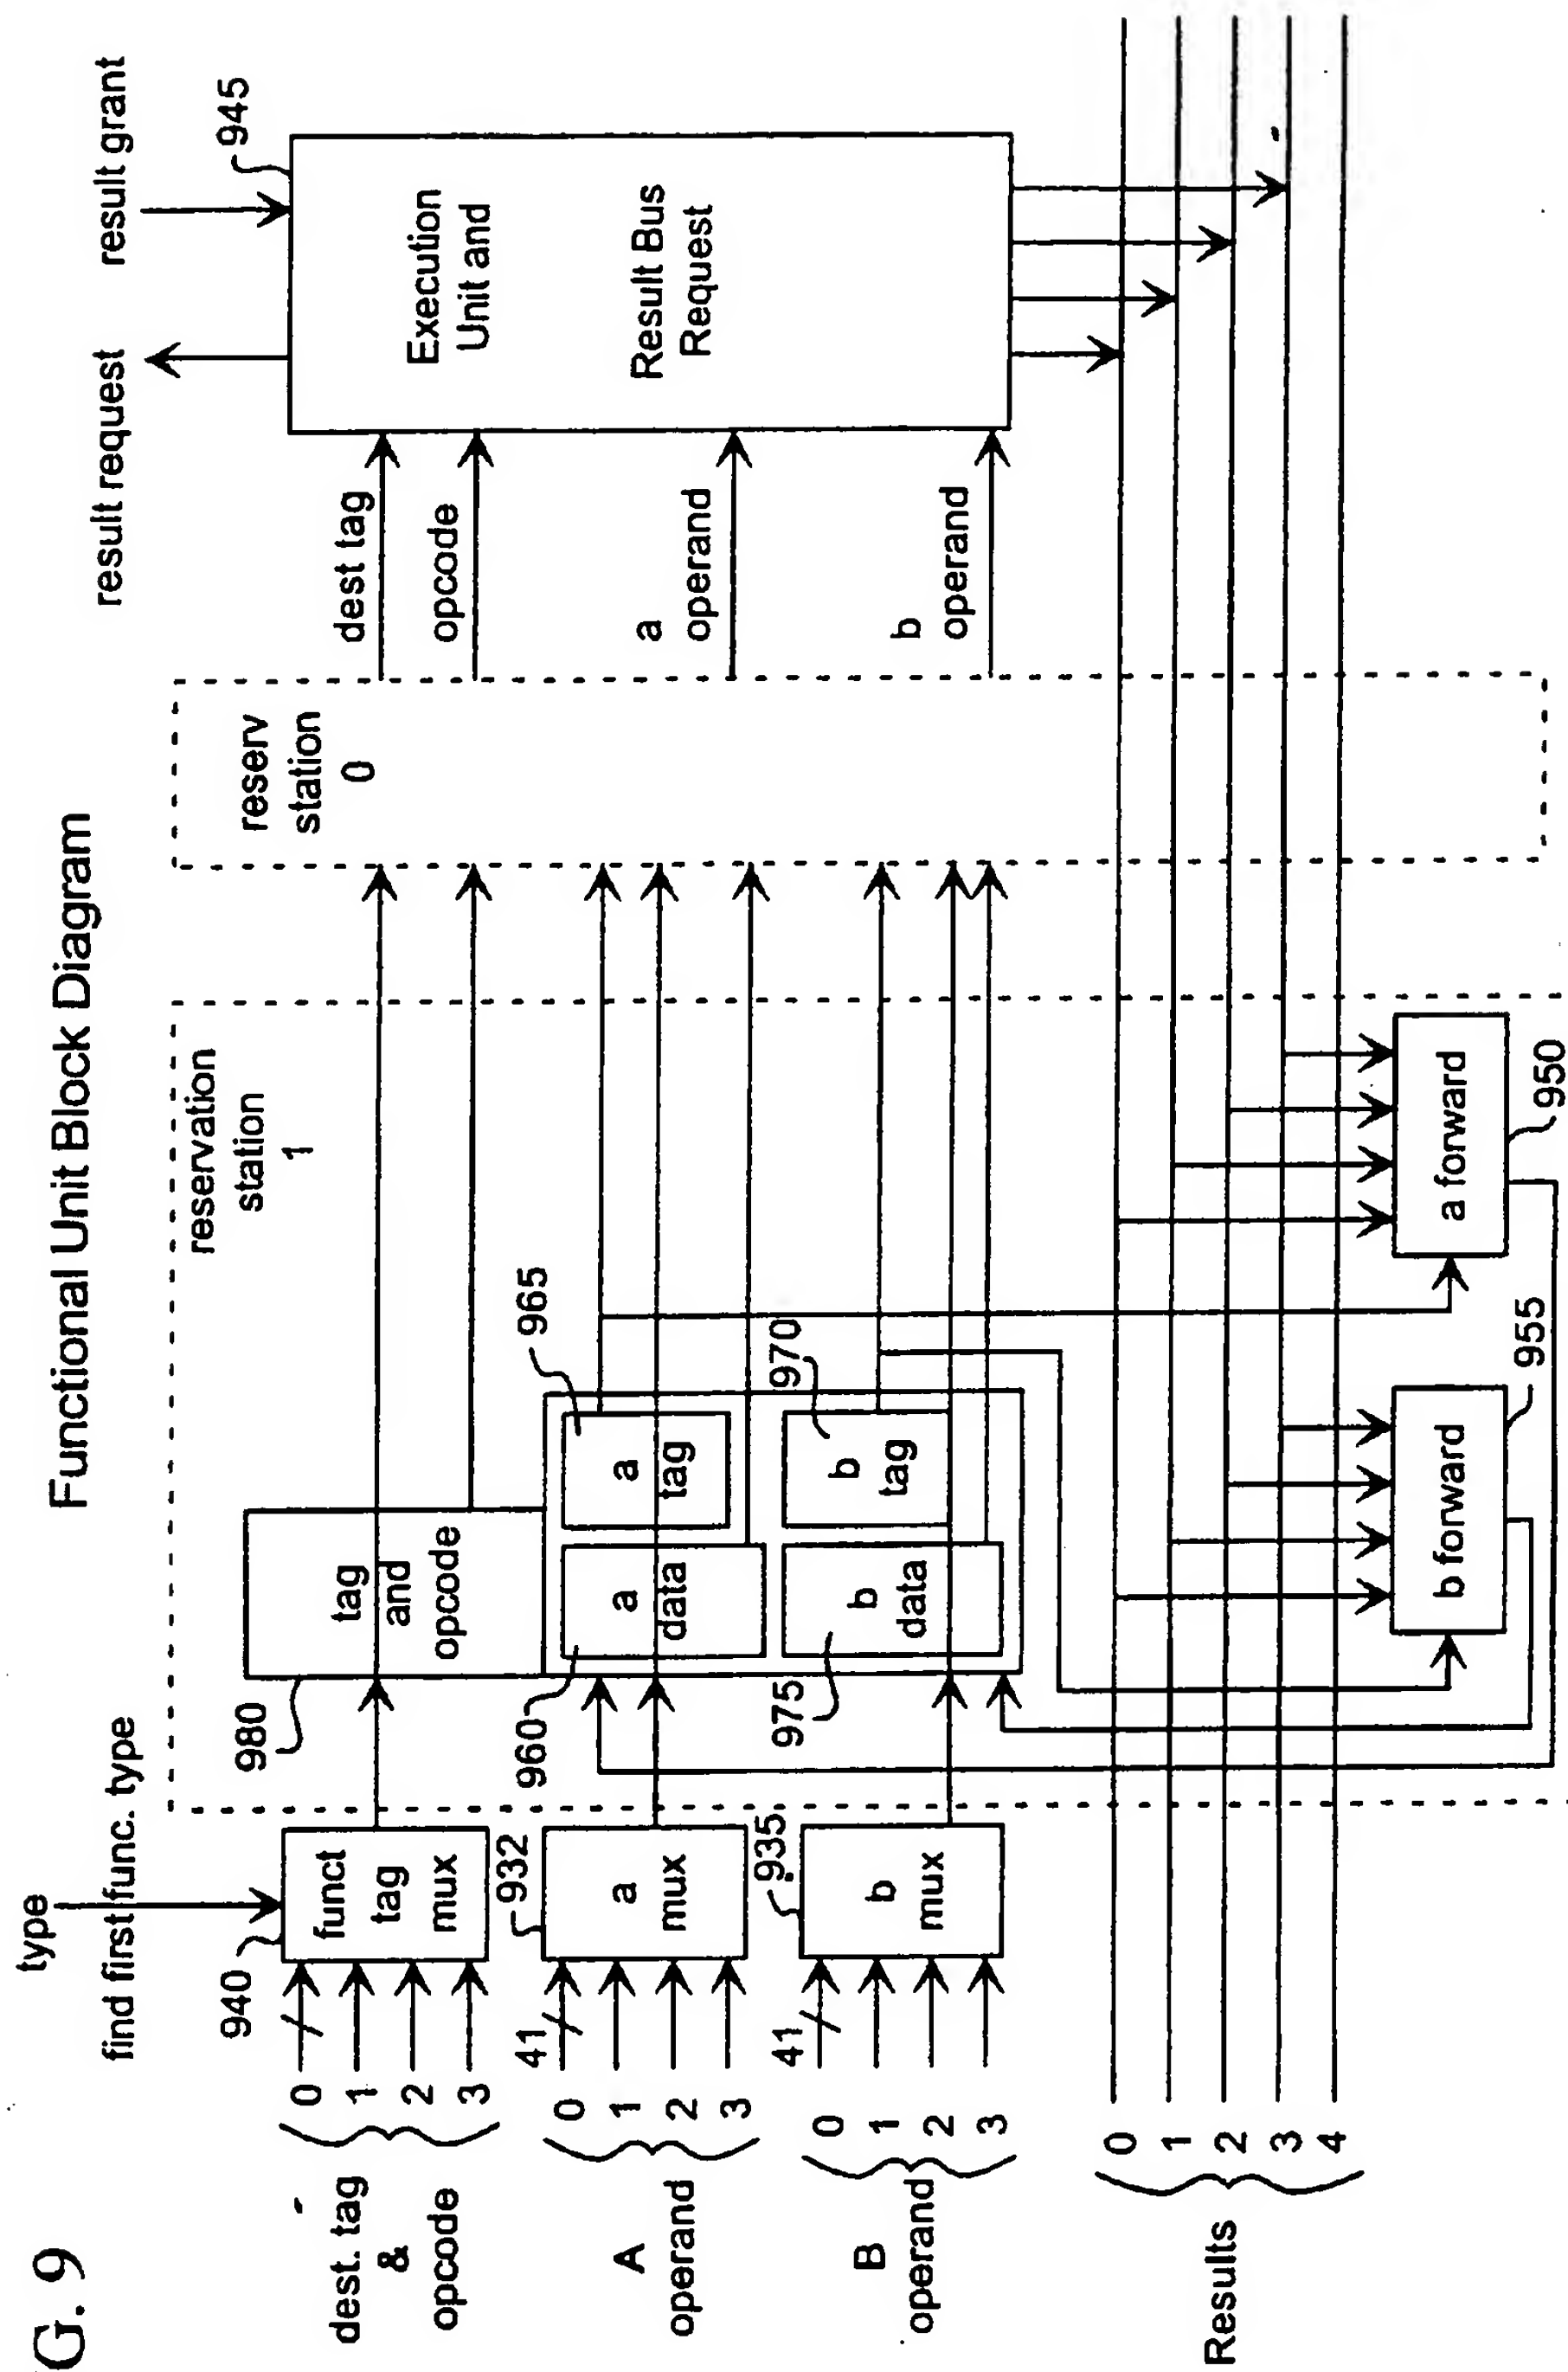 G. 9
Functional Unit Block Diagram
type
find first func. type
result request
result grant
940
funct
tag
mux
dest. tag
&
opcode
0
1
2
3
980
tag
and
opcode
reservation
station
1
reserv
station
0
dest tag
opcode
a
operand
b
operand
945
Execution
Unit and
Result Bus
Request
A
operand
0
1
2
3
41
932
a
mux
960
a
data
965
a
tag
B
operand
0
1
2
3
41
935
b
mux
975
b
data
970
b
tag
Results
0
1
2
3
4
b forward
955
a forward
950